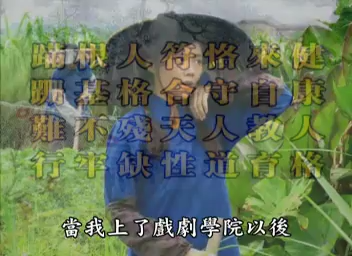 健康人格
來自教育
恪守人道
符合天性
人格殘缺
根基不牢
蹣跚難行
當我上了戲劇學院以後